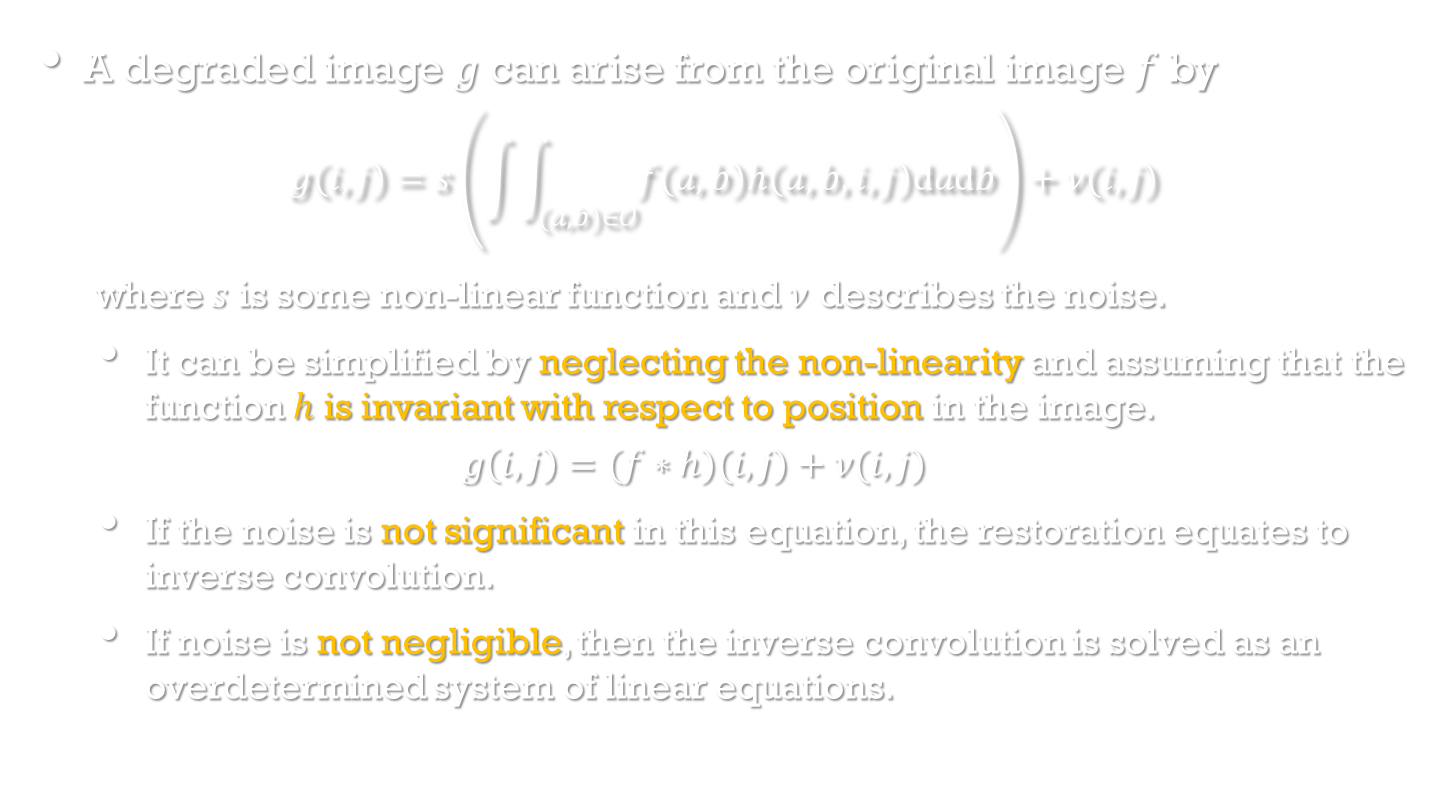 • A degraded image g can arise from the original image f by
g(i, j) = s(∫∫_{(a,b)∈𝒪} f(a, b)h(a, b, i, j)dadb) + ν(i, j)
where s is some non-linear function and ν describes the noise.
• It can be simplified by neglecting the non-linearity and assuming that the
function h is invariant with respect to position in the image.
g(i, j) = (f ∗ h)(i, j) + ν(i, j)
• If the noise is not significant in this equation, the restoration equates to
inverse convolution.
• If noise is not negligible, then the inverse convolution is solved as an
overdetermined system of linear equations.